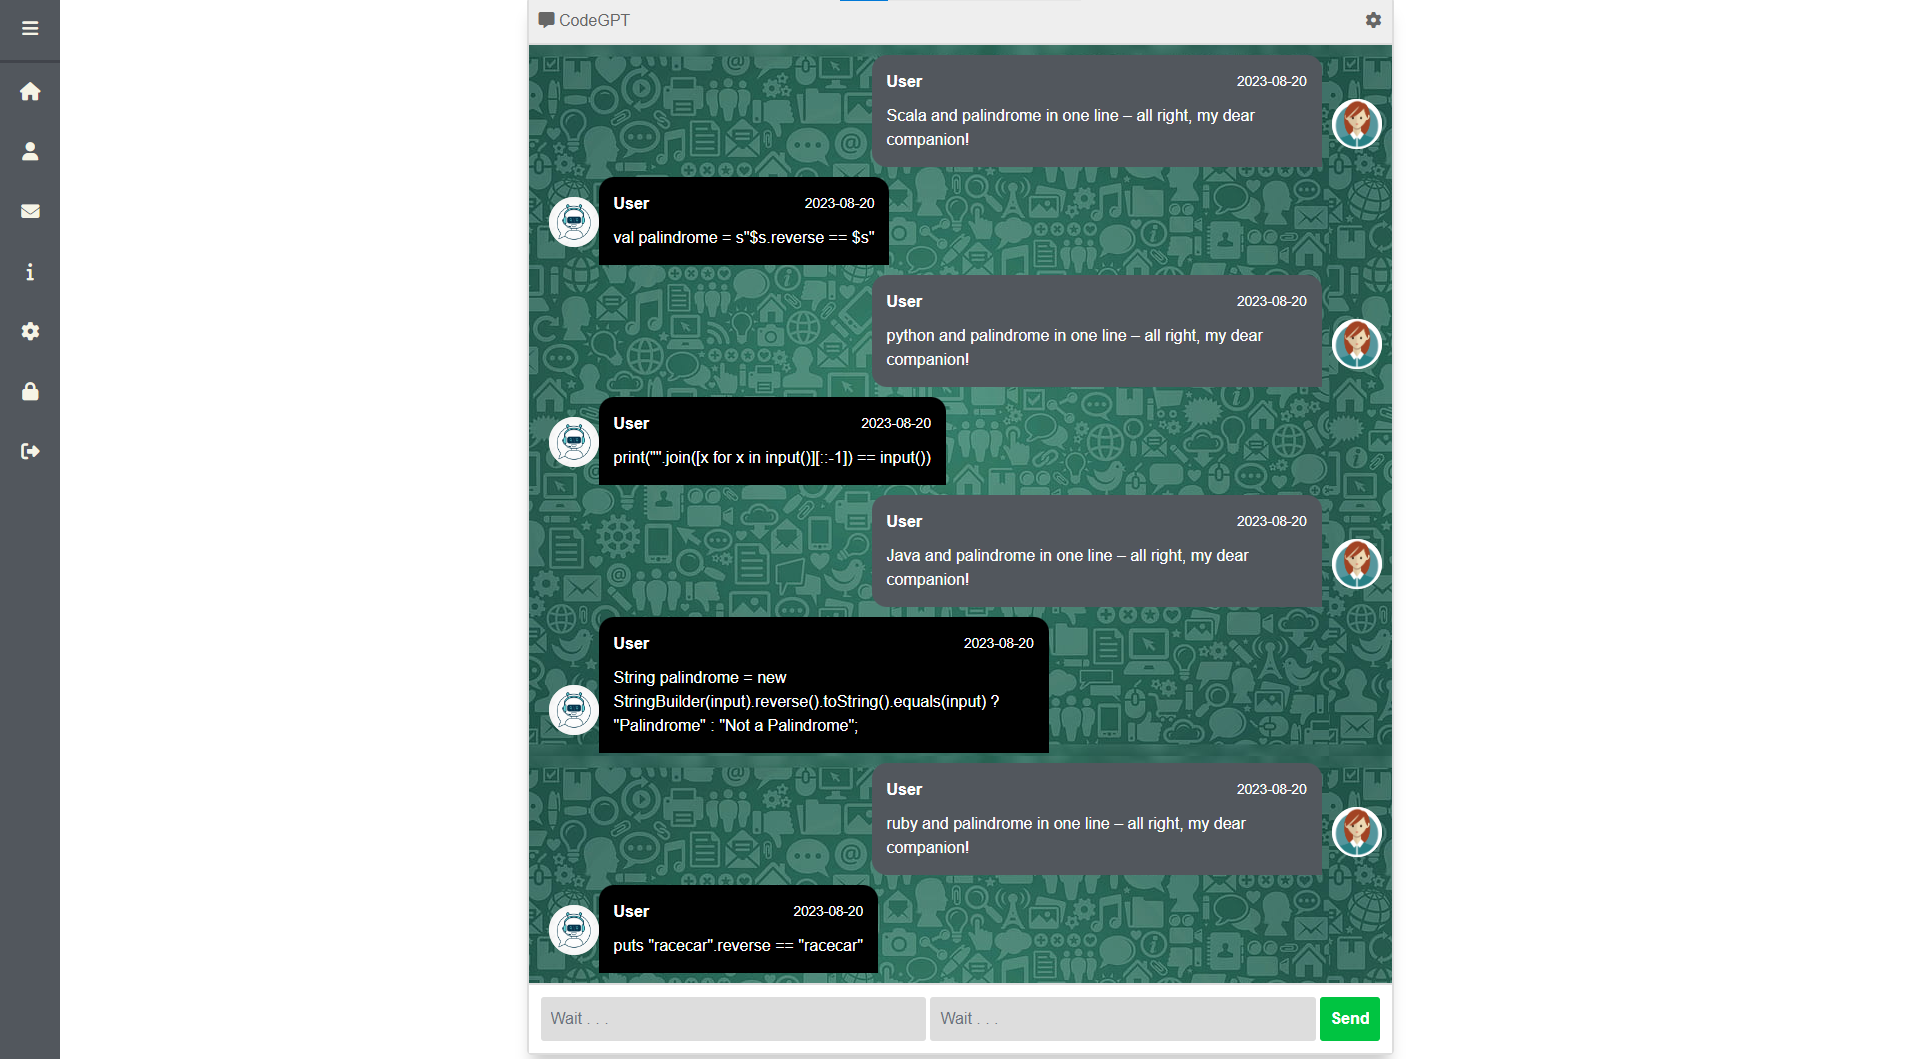 CodeGPT
User 2023-08-20
Scala and palindrome in one line – all right, my dear
companion!
User 2023-08-20
val palindrome = s"$s.reverse == $s"
User 2023-08-20
python and palindrome in one line – all right, my dear
companion!
User 2023-08-20
print("".join([x for x in input()][::-1]) == input())
User 2023-08-20
Java and palindrome in one line – all right, my dear
companion!
User 2023-08-20
String palindrome = new
StringBuilder(input).reverse().toString().equals(input) ?
"Palindrome" : "Not a Palindrome";
User 2023-08-20
ruby and palindrome in one line – all right, my dear
companion!
User 2023-08-20
puts "racecar".reverse == "racecar"
Wait . . . Wait . . . Send